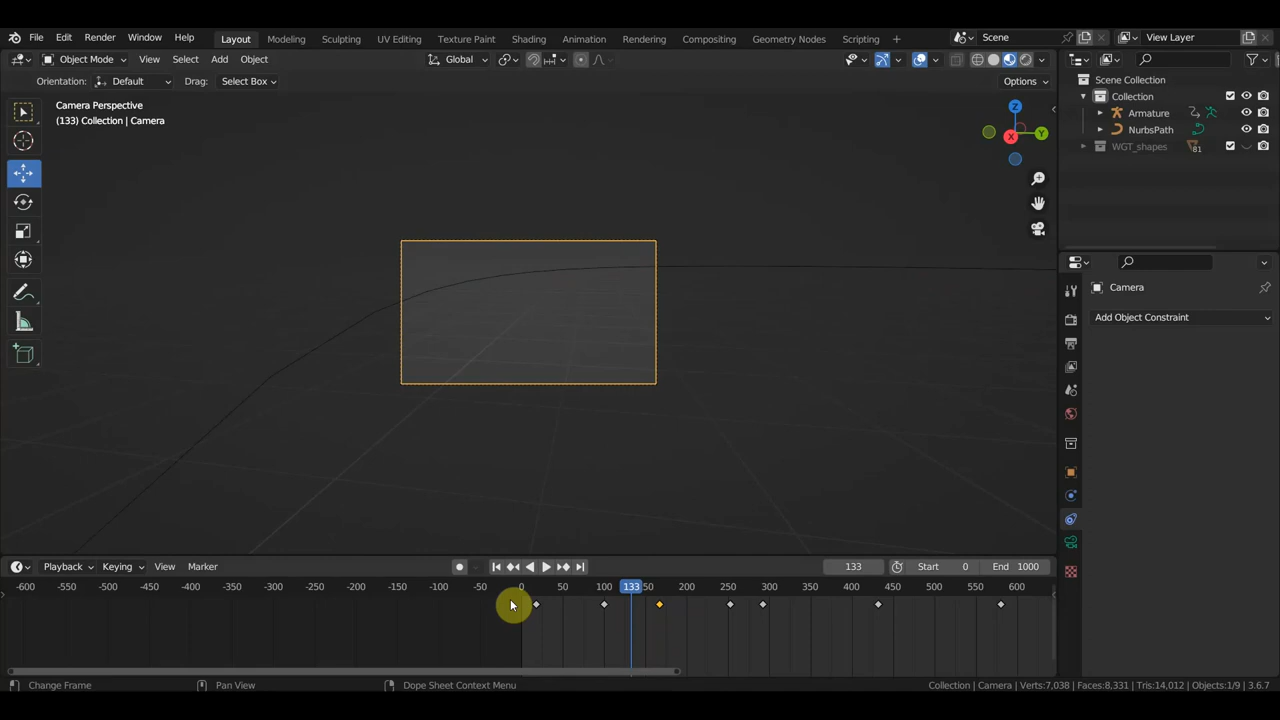 File Edit Render Window Help Layout Modeling Sculpting UV Editing Texture Paint Shading Animation Rendering Compositing Geometry Nodes Scripting + Scene View Layer
Object Mode View Select Add Object Global
Orientation: Default Drag: Select Box Options
Camera Perspective
(133) Collection | Camera
Z
Y
X
Scene Collection
Collection
Armature
NurbsPath
WGT_shapes 81
Camera
Add Object Constraint
Playback Keying View Marker 133 Start 0 End 1000
-600 -550 -500 -450 -400 -350 -300 -250 -200 -150 -100 -50 0 50 100 133 150 200 250 300 350 400 450 500 550 600
Change Frame Pan View Dope Sheet Context Menu Collection | Camera | Verts:7,038 | Faces:8,331 | Tris:14,012 | Objects:1/9 | 3.6.7